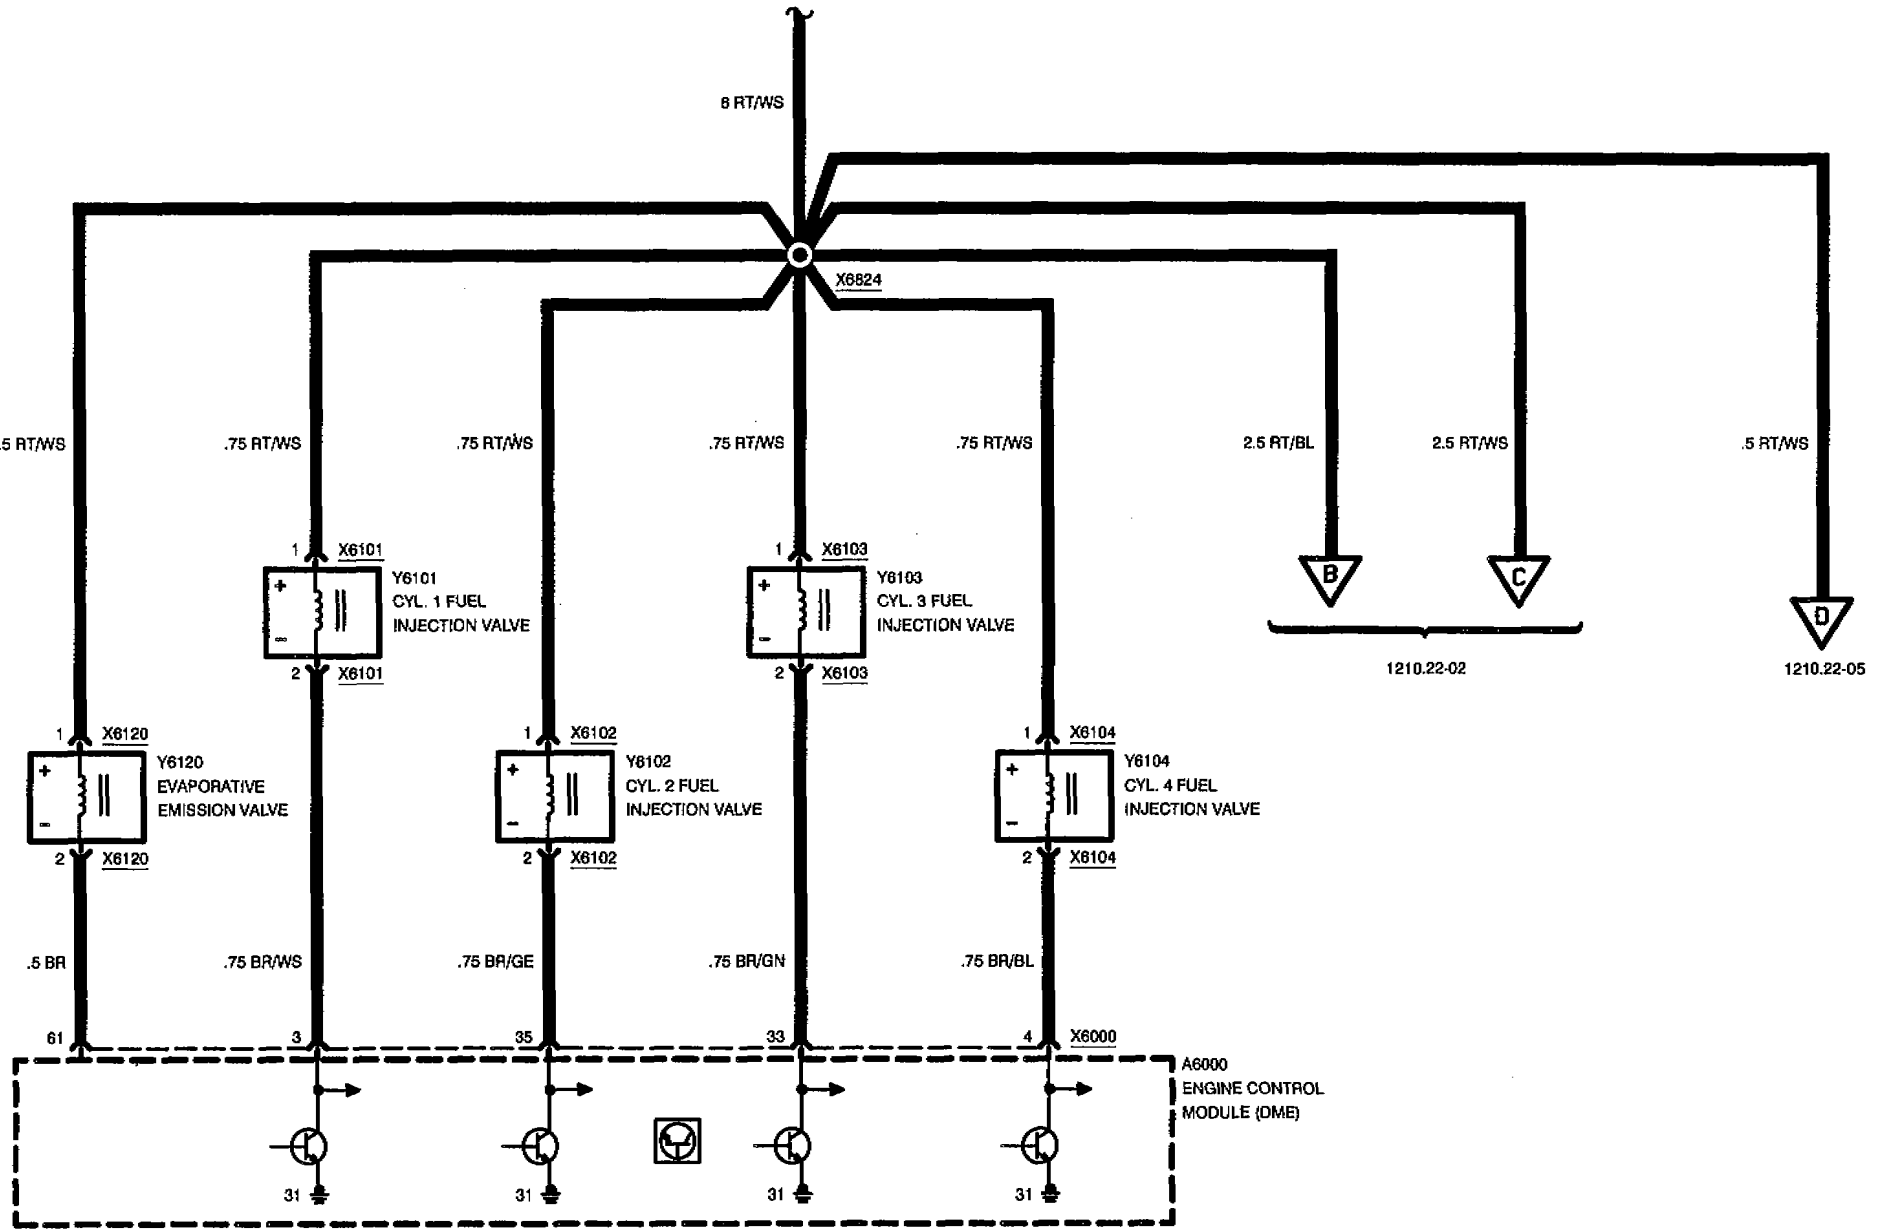 6 RT/WS
X6824
.5 RT/WS
.75 RT/WS
.75 RT/WS
.75 RT/WS
.75 RT/WS
2.5 RT/BL
2.5 RT/WS
.5 RT/WS
1 X6101
1 X6103
B
C
+
Y6101
CYL. 1 FUEL
INJECTION VALVE
-
+
Y6103
CYL. 3 FUEL
INJECTION VALVE
-
D
2 X6101
2 X6103
1210.22-02
1210.22-05
1 X6120
1 X6102
1 X6104
+
Y6120
EVAPORATIVE
EMISSION VALVE
-
+
Y6102
CYL. 2 FUEL
INJECTION VALVE
-
+
Y6104
CYL. 4 FUEL
INJECTION VALVE
-
2 X6120
2 X6102
2 X6104
.5 BR
.75 BR/WS
.75 BR/GE
.75 BR/GN
.75 BR/BL
61
3
35
33
4 X6000
A6000
ENGINE CONTROL
MODULE (DME)
31
31
31
31